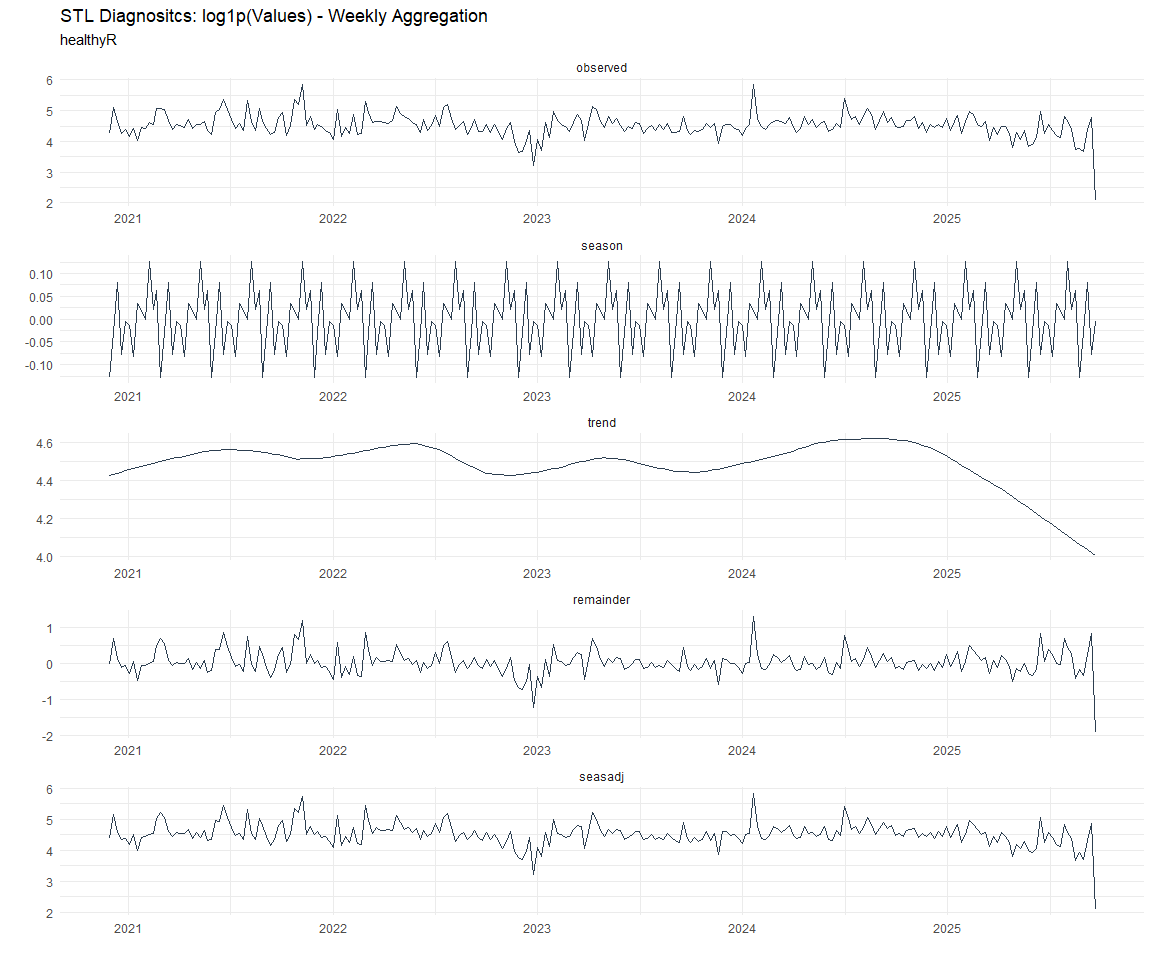 STL Diagnositcs: log1p(Values) - Weekly Aggregation
healthyR
observed
6
5
4
3
2
2021 2022 2023 2024 2025
season
0.10
0.05
0.00
-0.05
-0.10
2021 2022 2023 2024 2025
trend
4.6
4.4
4.2
4.0
2021 2022 2023 2024 2025
remainder
1
0
-1
-2
2021 2022 2023 2024 2025
seasadj
6
5
4
3
2
2021 2022 2023 2024 2025